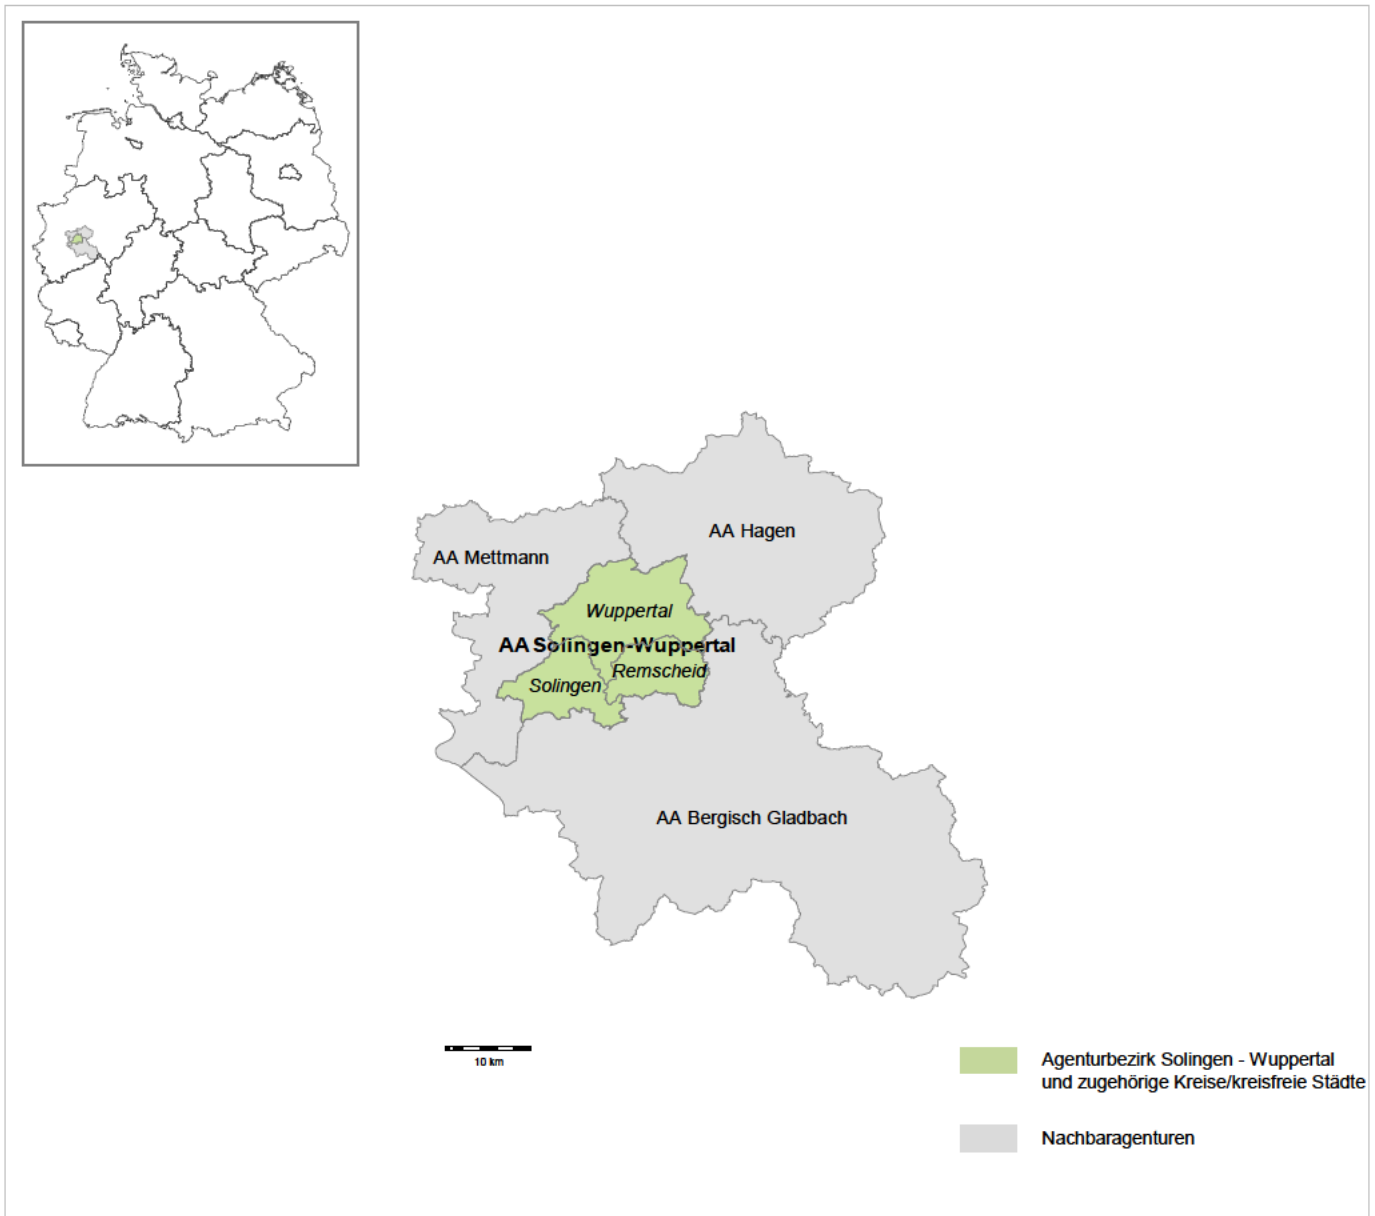 AA Hagen
AA Mettmann
Wuppertal
AA Solingen-Wuppertal
Remscheid
Solingen
AA Bergisch Gladbach
10 km
Agenturbezirk Solingen - Wuppertal
und zugehörige Kreise/kreisfreie Städte
Nachbaragenturen